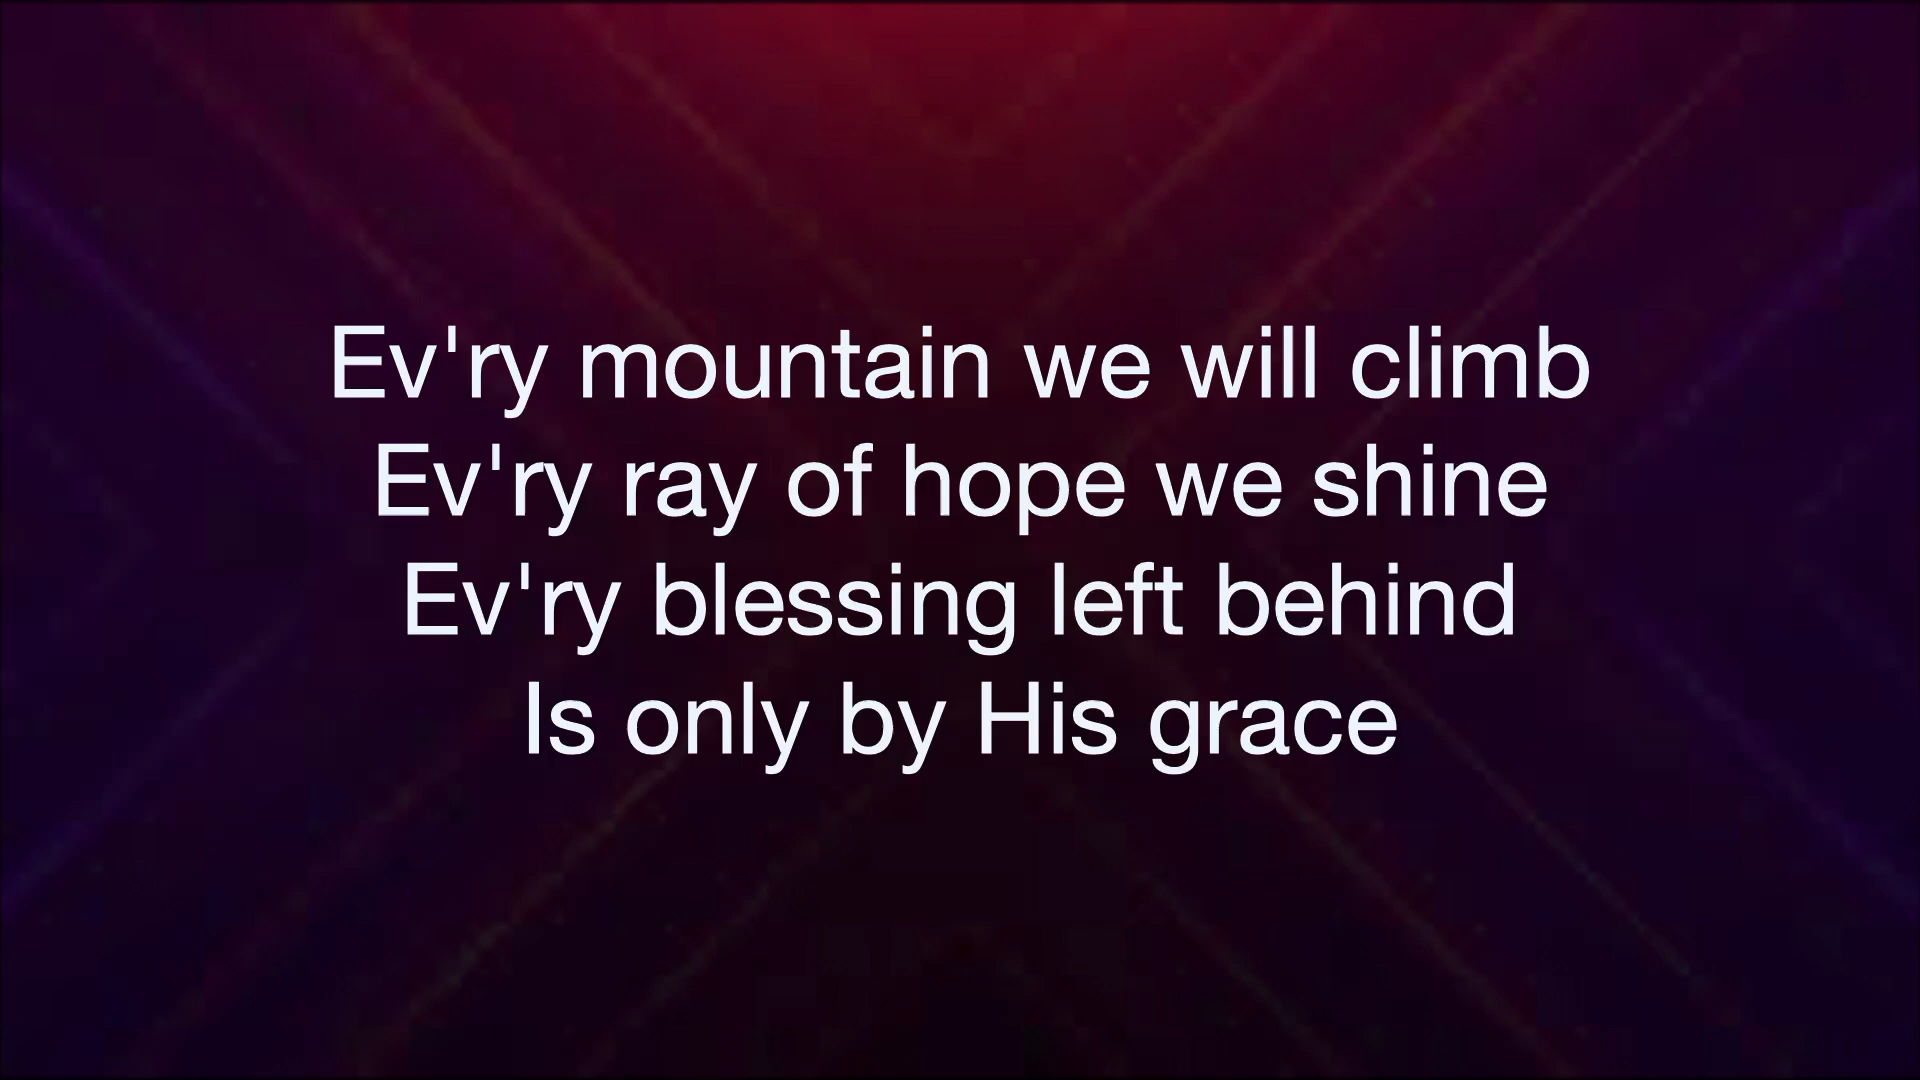 Ev'ry mountain we will climb
Ev'ry ray of hope we shine
Ev'ry blessing left behind
Is only by His grace